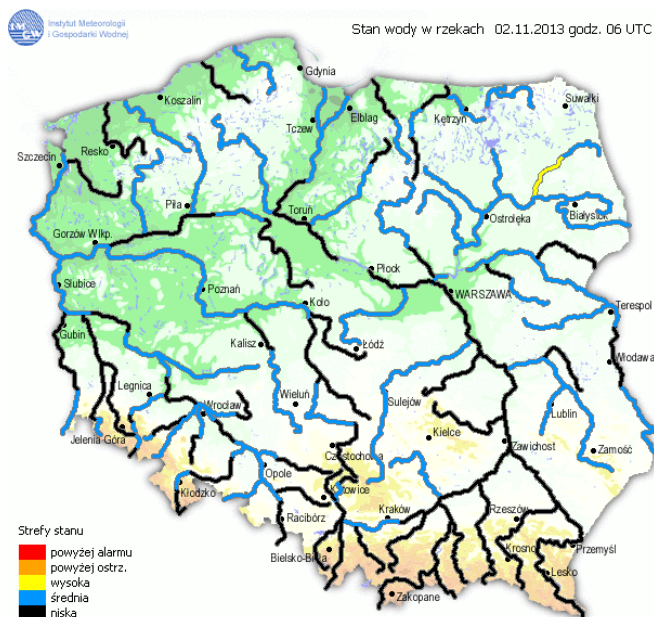 Instytut Meteorologii
i Gospodarki Wodnej
Stan wody w rzekach 02.11.2013 godz. 06 UTC
Gdynia
Koszalin
Suwałki
Tczew
Elbląg
Kętrzyn
Resko
Szczecin
Piła
Toruń
Ostrołęka
Białystok
Gorzów Wlkp.
Płock
Słubice
Poznań
WARSZAWA
Koło
Terespol
Gubin
Kalisz
Łódź
Włodawa
Legnica
Wieluń
Sulejów
Wrocław
Lublin
Jelenia Góra
Kielce
Zawichost
Zamość
Częstochowa
Opole
Kłodzko
Katowice
Racibórz
Kraków
Rzeszów
Strefy stanu
powyżej alarmu
Bielsko-Biała
Krosno
Przemyśl
powyżej ostrz.
Lesko
wysoka
Zakopane
średnia
niska